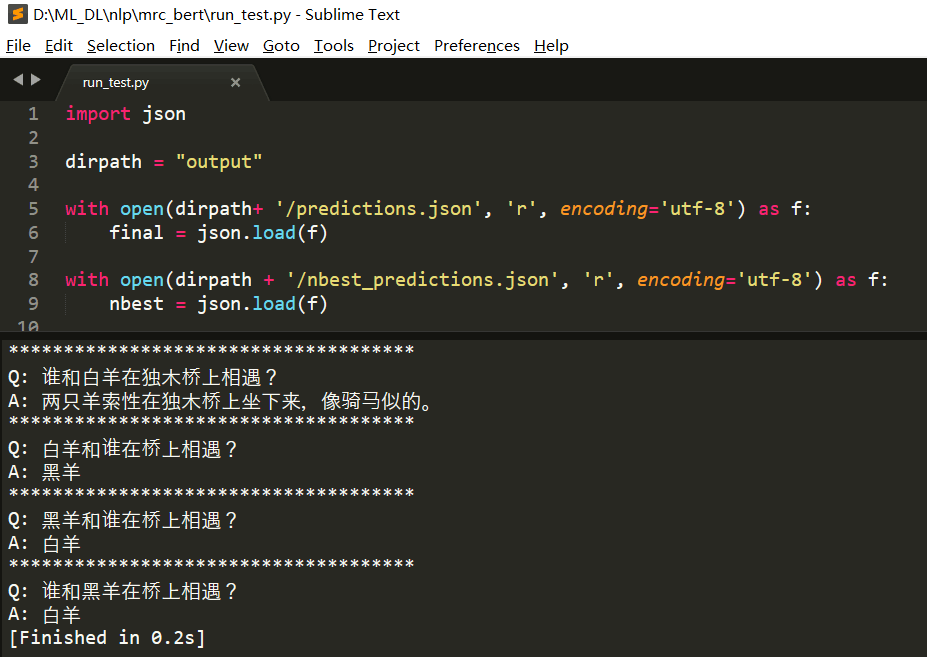 D:\ML_DL\nlp\mrc_bert\run_test.py - Sublime Text
File Edit Selection Find View Goto Tools Project Preferences Help
run_test.py ×
1 import json
2
3 dirpath = "output"
4
5 with open(dirpath+ '/predictions.json', 'r', encoding='utf-8') as f:
6     final = json.load(f)
7
8 with open(dirpath + '/nbest_predictions.json', 'r', encoding='utf-8') as f:
9     nbest = json.load(f)
10
*************************************
Q: 谁和白羊在独木桥上相遇？
A: 两只羊索性在独木桥上坐下来，像骑马似的。
*************************************
Q: 白羊和谁在桥上相遇？
A: 黑羊
*************************************
Q: 黑羊和谁在桥上相遇？
A: 白羊
*************************************
Q: 谁和黑羊在桥上相遇？
A: 白羊
[Finished in 0.2s]